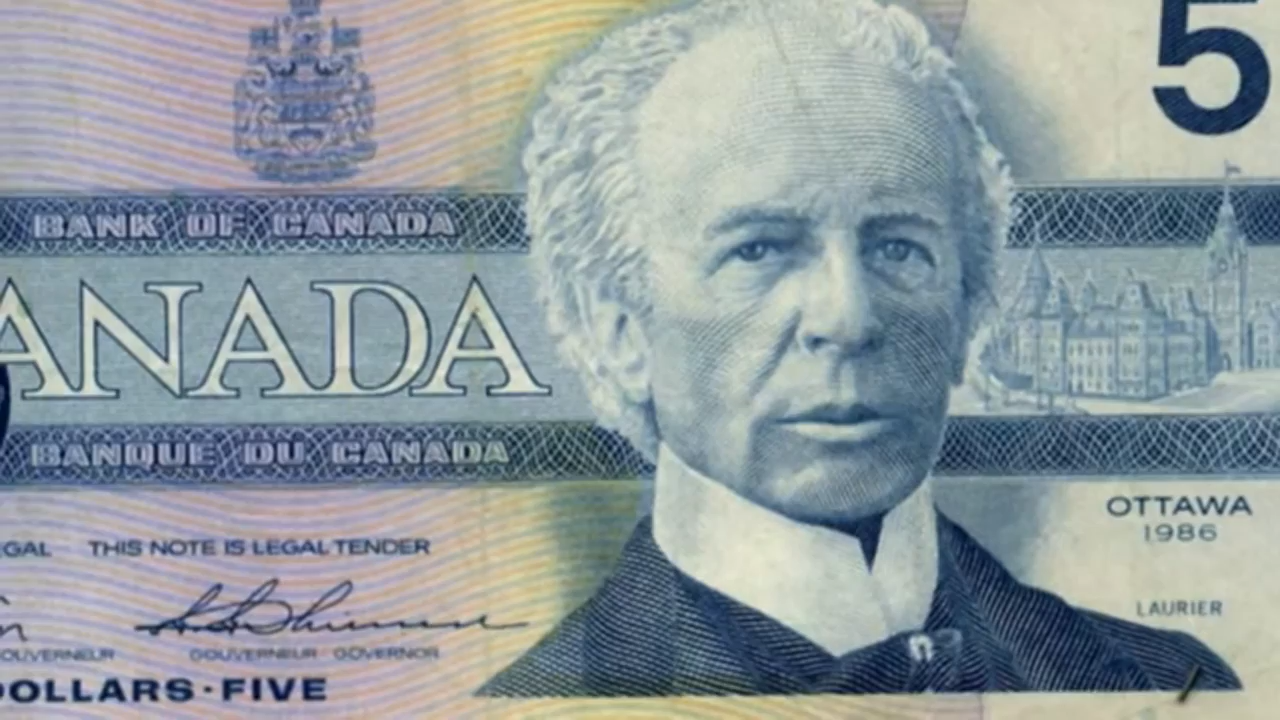 5
BANK OF CANADA
ANADA
BANQUE DU CANADA
OTTAWA
1986
EGAL THIS NOTE IS LEGAL TENDER
LAURIER
OUVERNEUR GOUVERNEUR GOVERNOR
DOLLARS·FIVE